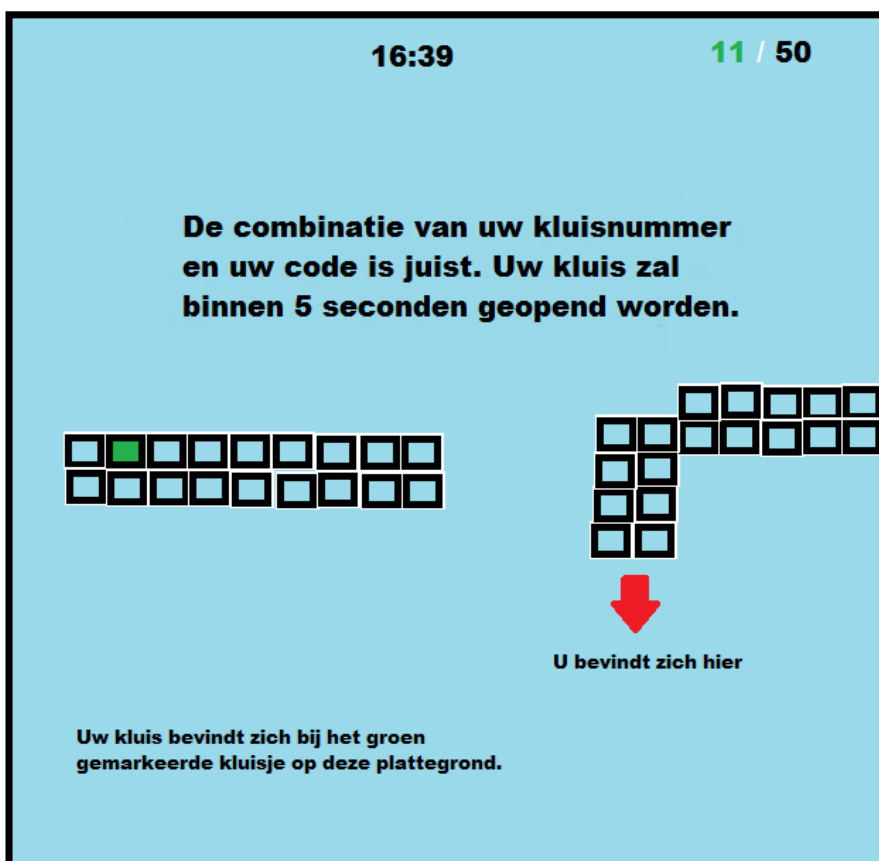 16:39
11 / 50
De combinatie van uw kluisnummer
en uw code is juist. Uw kluis zal
binnen 5 seconden geopend worden.
U bevindt zich hier
Uw kluis bevindt zich bij het groen
gemarkeerde kluisje op deze plattegrond.